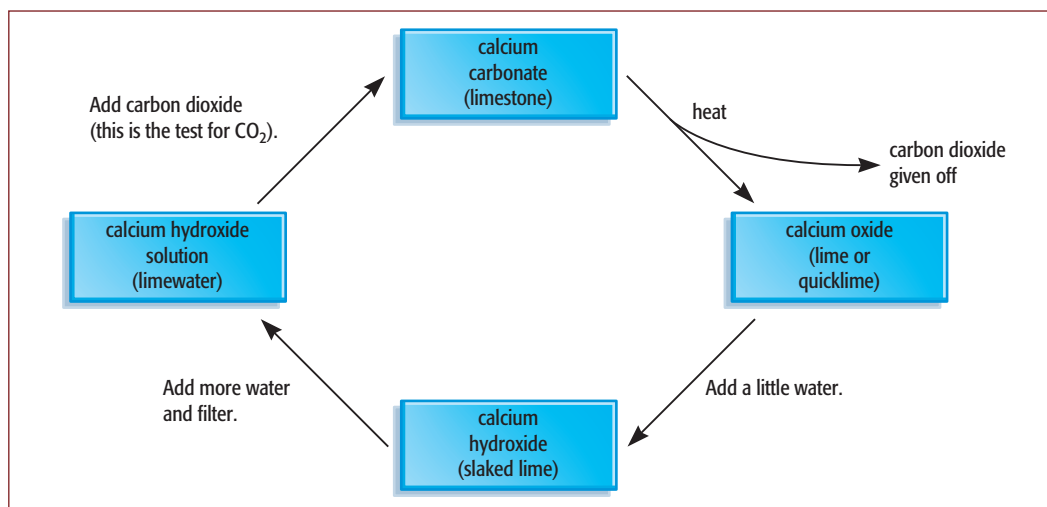 calcium
carbonate
(limestone)
heat
carbon dioxide
given off
calcium oxide
(lime or
quicklime)
Add a little water.
calcium
hydroxide
(slaked lime)
Add more water
and filter.
calcium hydroxide
solution
(limewater)
Add carbon dioxide
(this is the test for CO₂).